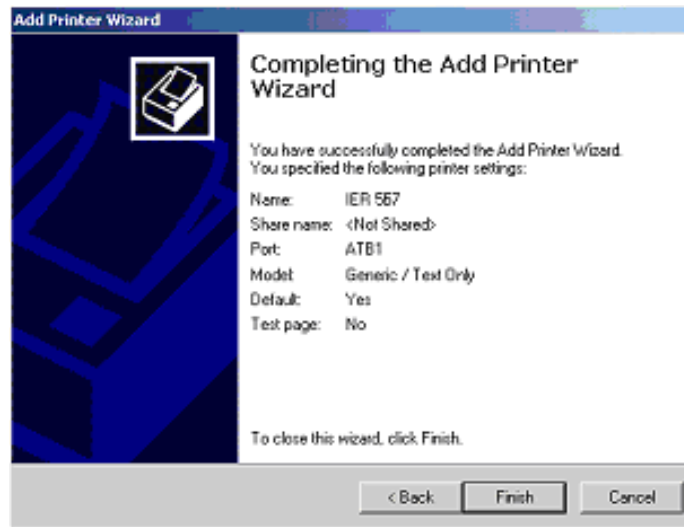 Add Printer Wizard
Completing the Add Printer
Wizard
You have successfully completed the Add Printer Wizard.
You specified the following printer settings:
Name: IER 567
Share name: <Not Shared>
Port: ATB1
Model: Generic / Text Only
Default: Yes
Test page: No
To close this wizard, click Finish.
< Back Finish Cancel